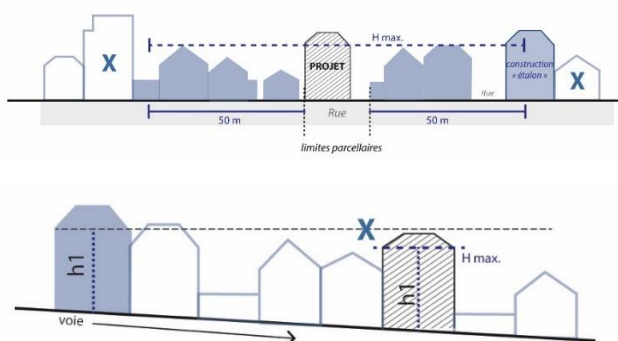 X
H max.
PROJET
construction
« étalon »
X
Rue
Rue
50 m
50 m
limites parcellaires
X
h1
H max.
h1
voie